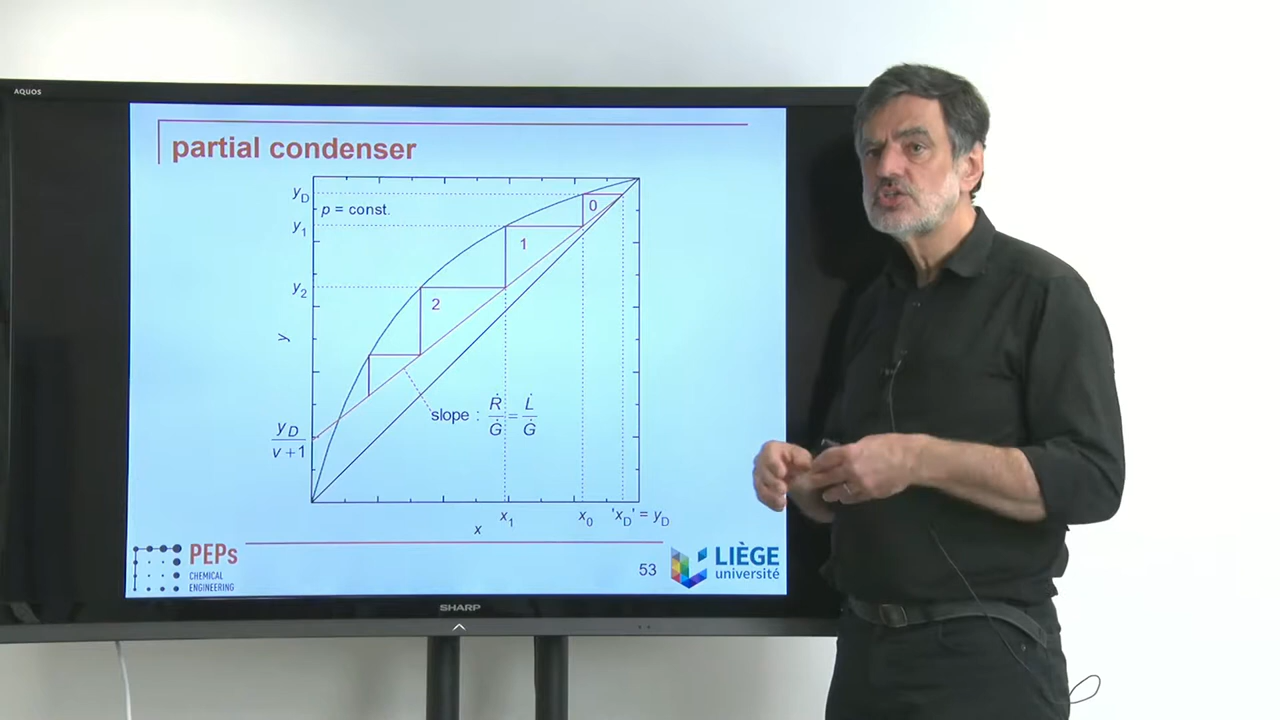 AQUOS
partial condenser
y_D
p = const.
0
y_1
1
y_2
2
y
slope : Ṙ/Ġ = L̇/Ġ
y_D/(v+1)
x_1 x_0 'x_D' = y_D
x
PEPs
CHEMICAL
ENGINEERING
53
LIÈGE
université
SHARP